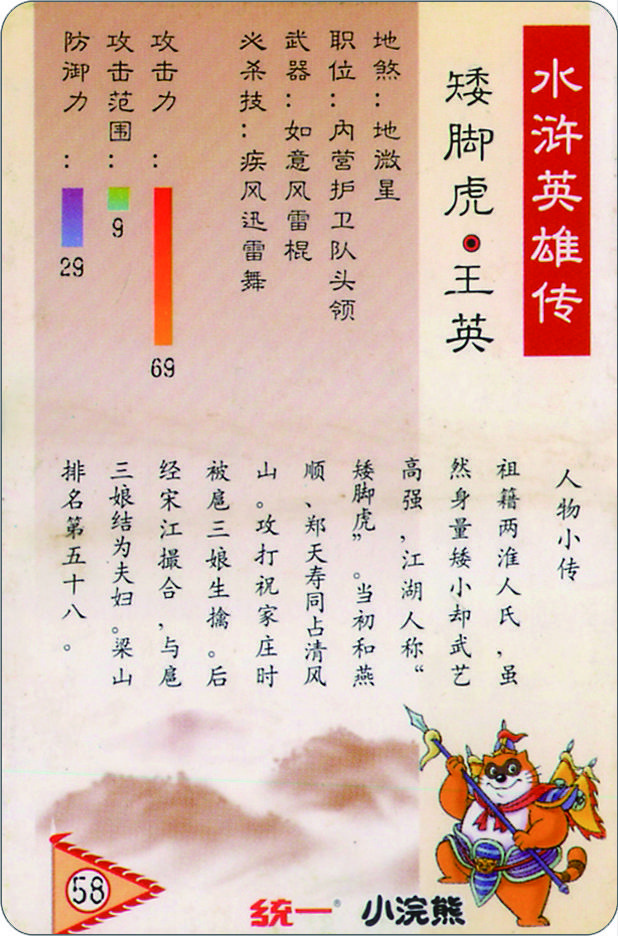 水浒英雄传
矮脚虎·王英
地煞：地微星
职位：内营护卫队头领
武器：如意风雷棍
必杀技：疾风迅雷舞
攻击力：
69
攻击范围：
9
防御力：
29
人物小传
祖籍两淮人氏，虽
然身量矮小却武艺
高强，江湖人称“
矮脚虎”。当初和燕
顺、郑天寿同占清风
山。攻打祝家庄时
被扈三娘生擒。后
经宋江撮合，与扈
三娘结为夫妇。梁山
排名第五十八。
58
统一® 小浣熊